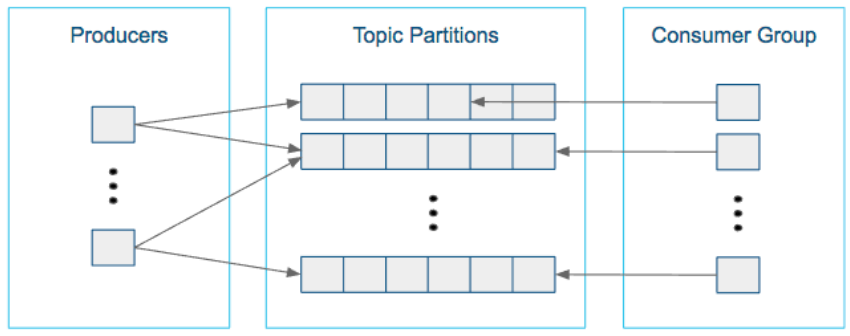 Producers
Topic Partitions
Consumer Group